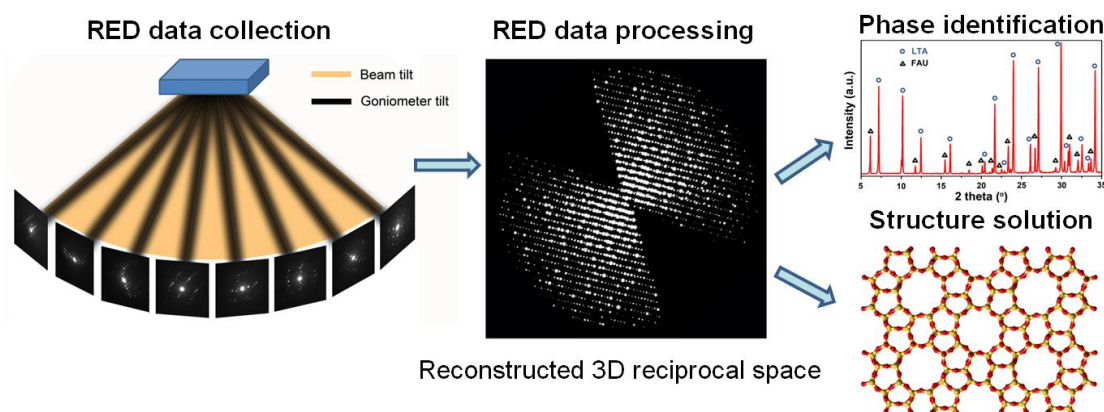 RED data collection
Beam tilt
Goniometer tilt
RED data processing
Reconstructed 3D reciprocal space
Phase identification
LTA
FAU
Intensity (a.u.)
5 10 15 20 25 30 35
2 theta (°)
Structure solution